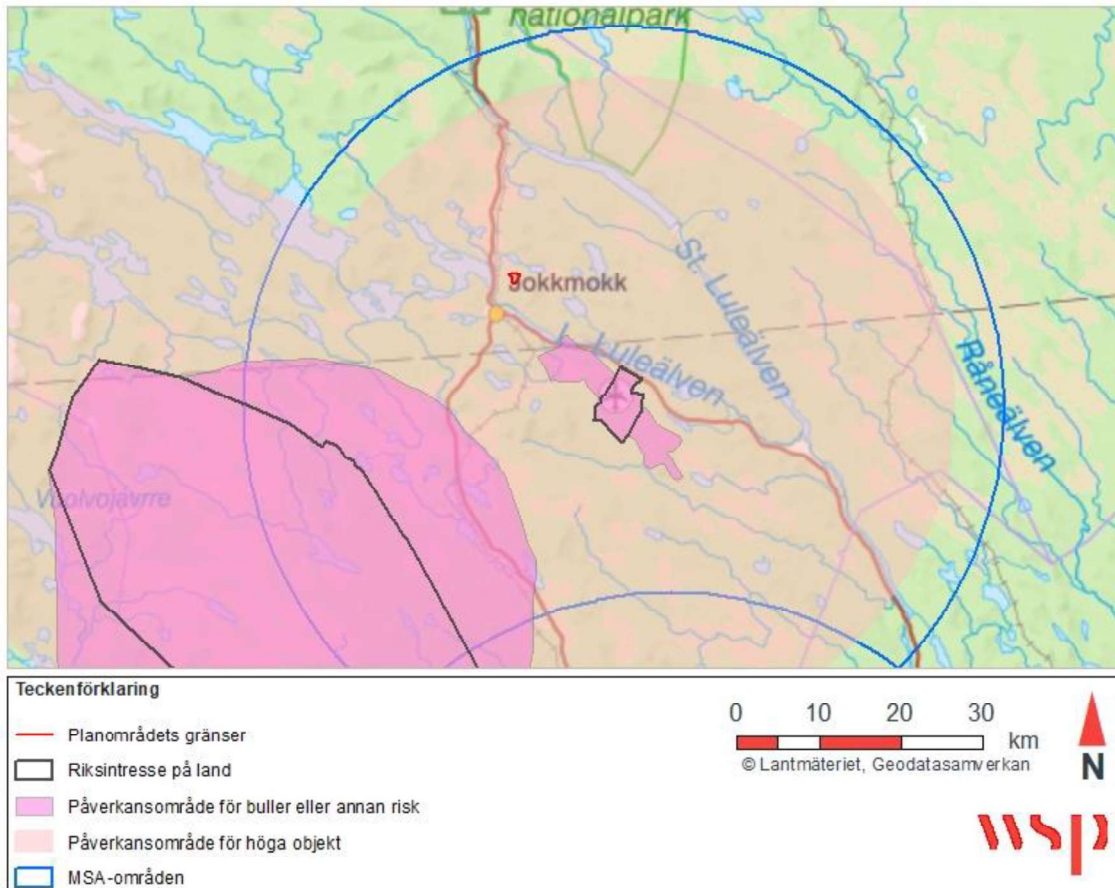 nationalpark
Jokkmokk
St. Luleälven
L. Luleälven
Råneälven
Vuolvojávrre
Teckenförklaring
Planområdets gränser
Riksintresse på land
Påverkansområde för buller eller annan risk
Påverkansområde för höga objekt
MSA-områden
0 10 20 30
km
© Lantmäteriet, Geodatasamverkan
N
wsp